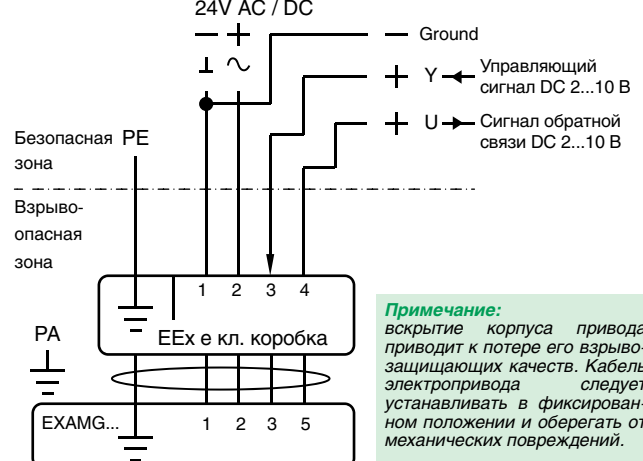 24V AC / DC
− +
⊥ ~
− Ground
+ Y Управляющий
сигнал DC 2...10 В
+ U Сигнал обратной
связи DC 2...10 В
Безопасная PE
зона
Взрыво-
опасная
зона
1 2 3 4
EEx e кл. коробка
PA
EXAMG... 1 2 3 5
Примечание:
вскрытие корпуса привода
приводит к потере его взрыво-
защищающих качеств. Кабель
электропривода следует
устанавливать в фиксирован-
ном положении и оберегать от
механических повреждений.